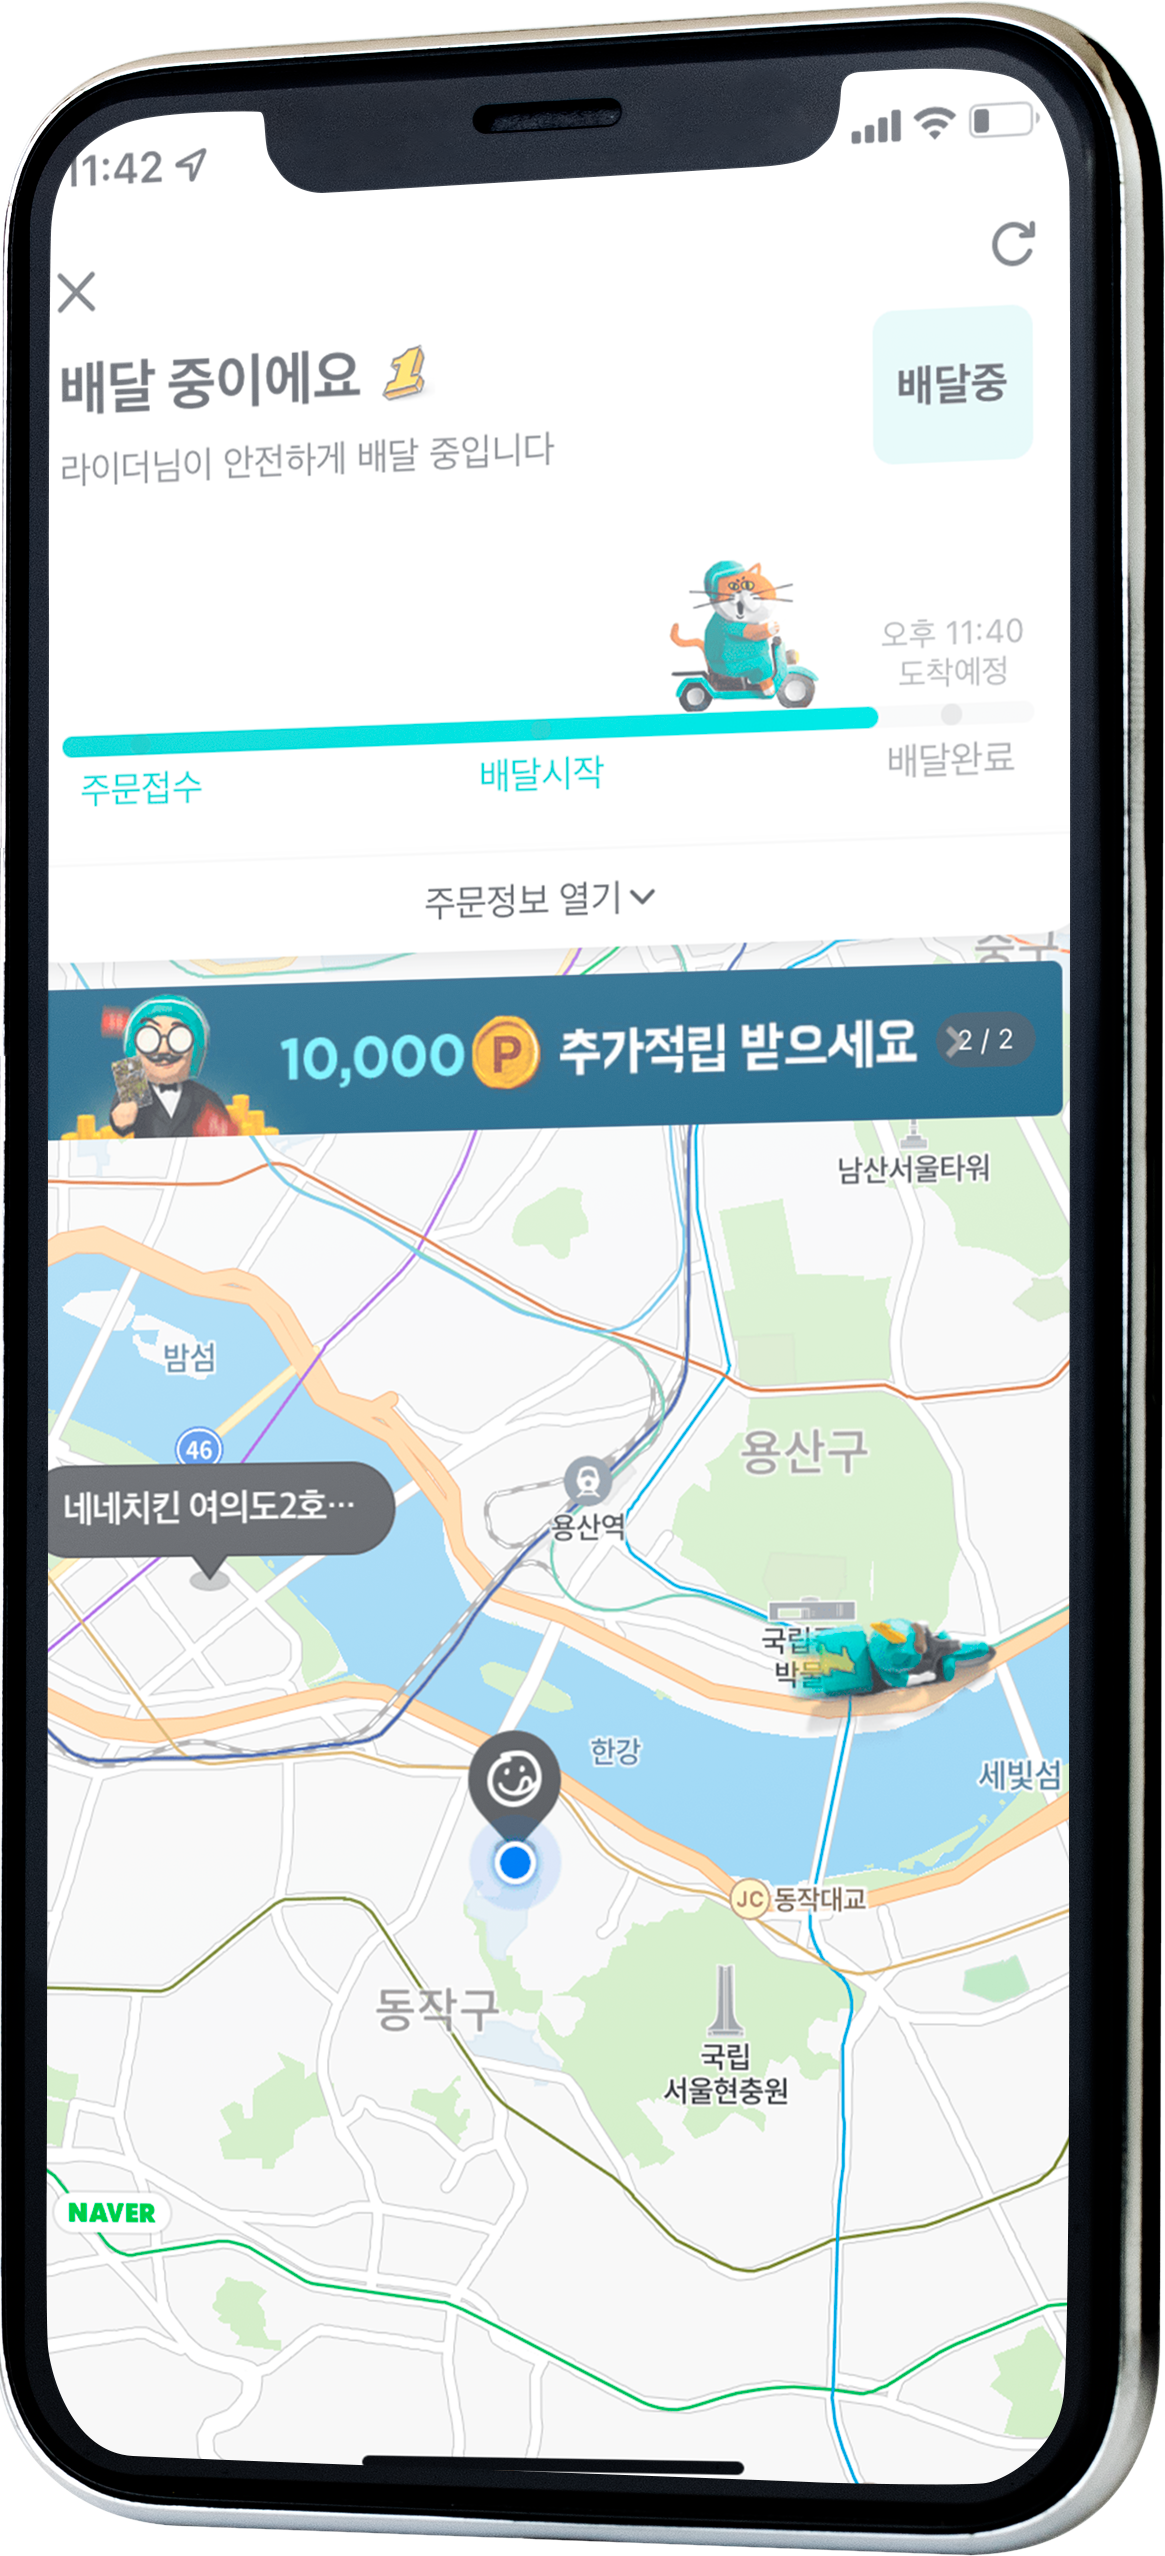 11:42
배달 중이에요 1
배달중
라이더님이 안전하게 배달 중입니다
오후 11:40
도착예정
주문접수
배달시작
배달완료
주문정보 열기
중구
10,000 P 추가적립 받으세요 2 / 2
남산서울타워
밤섬
46
용산구
네네치킨 여의도2호…
용산역
국립
박물
한강
세빛섬
JC 동작대교
동작구
국립
서울현충원
NAVER